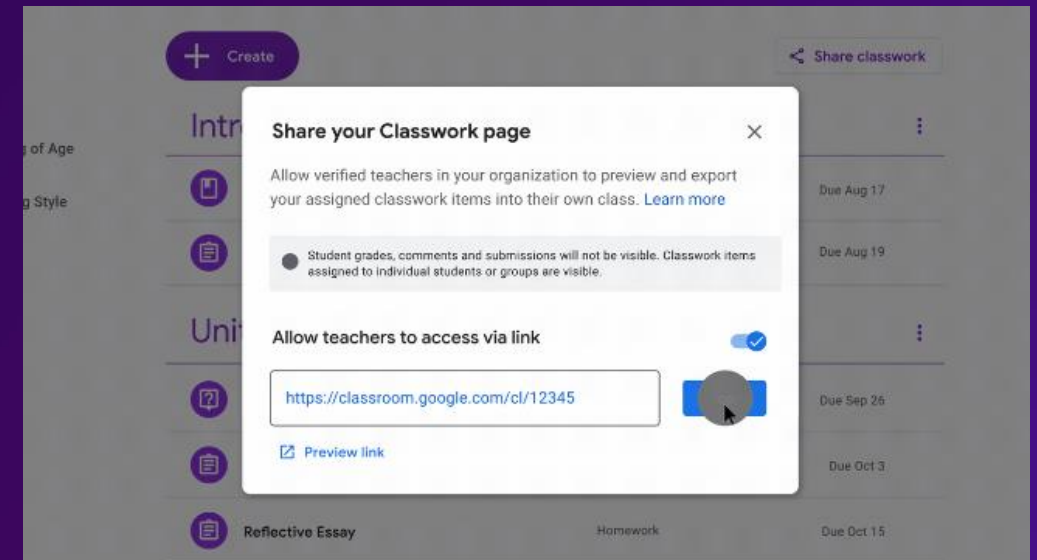 Create
Share classwork
Intr
of Age
g Style
Share your Classwork page
Allow verified teachers in your organization to preview and export
your assigned classwork items into their own class. Learn more
Student grades, comments and submissions will not be visible. Classwork items
assigned to individual students or groups are visible.
Allow teachers to access via link
https://classroom.google.com/cl/12345
Preview link
Due Aug 17
Due Aug 19
Uni
Due Sep 26
Due Oct 3
Reflective Essay Homework Due Oct 15